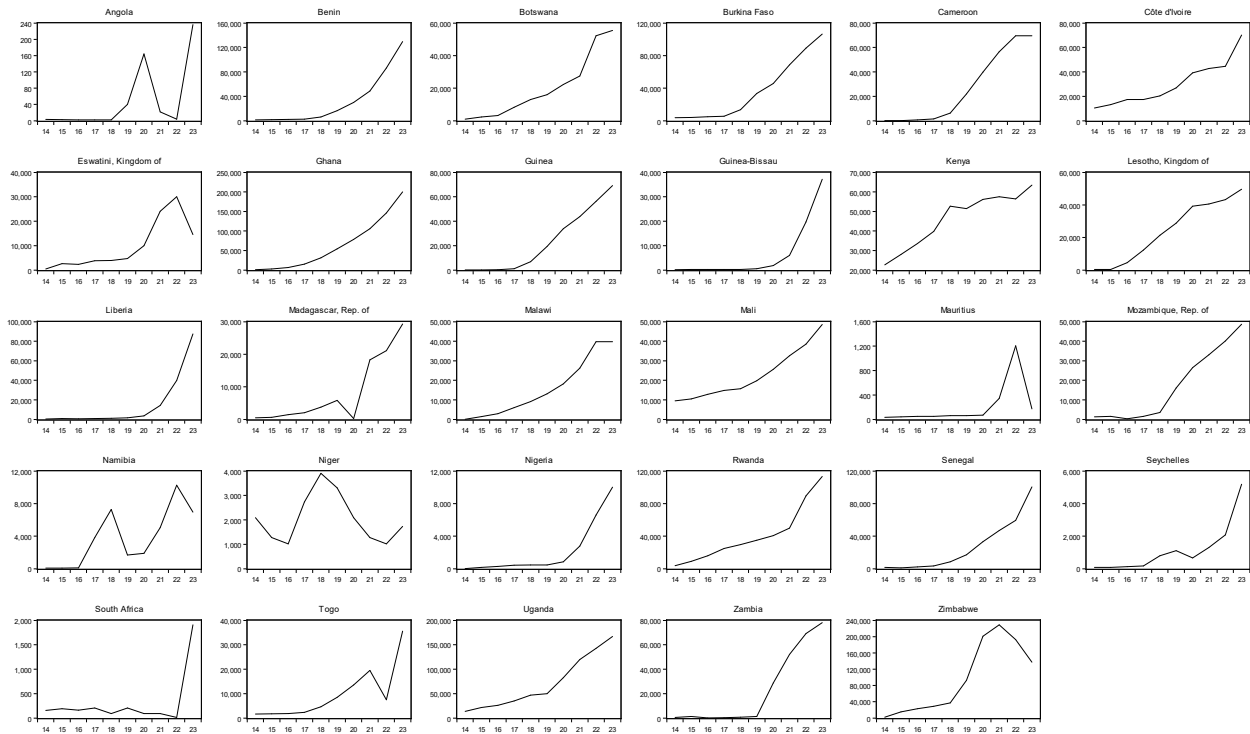 Angola
240
200
160
120
80
40
0
14 15 16 17 18 19 20 21 22 23
Benin
160,000
120,000
80,000
40,000
0
14 15 16 17 18 19 20 21 22 23
Botswana
60,000
40,000
20,000
0
14 15 16 17 18 19 20 21 22 23
Burkina Faso
120,000
80,000
40,000
0
14 15 16 17 18 19 20 21 22 23
Cameroon
80,000
60,000
40,000
20,000
0
14 15 16 17 18 19 20 21 22 23
Côte d'Ivoire
80,000
60,000
40,000
20,000
0
14 15 16 17 18 19 20 21 22 23
Eswatini, Kingdom of
40,000
30,000
20,000
10,000
0
14 15 16 17 18 19 20 21 22 23
Ghana
250,000
200,000
150,000
100,000
50,000
0
14 15 16 17 18 19 20 21 22 23
Guinea
80,000
60,000
40,000
20,000
0
14 15 16 17 18 19 20 21 22 23
Guinea-Bissau
40,000
30,000
20,000
10,000
0
14 15 16 17 18 19 20 21 22 23
Kenya
70,000
60,000
50,000
40,000
30,000
20,000
14 15 16 17 18 19 20 21 22 23
Lesotho, Kingdom of
60,000
40,000
20,000
0
14 15 16 17 18 19 20 21 22 23
Liberia
100,000
80,000
60,000
40,000
20,000
0
14 15 16 17 18 19 20 21 22 23
Madagascar, Rep. of
30,000
20,000
10,000
0
14 15 16 17 18 19 20 21 22 23
Malawi
50,000
40,000
30,000
20,000
10,000
0
14 15 16 17 18 19 20 21 22 23
Mali
50,000
40,000
30,000
20,000
10,000
0
14 15 16 17 18 19 20 21 22 23
Mauritius
1,600
1,200
800
400
0
14 15 16 17 18 19 20 21 22 23
Mozambique, Rep. of
50,000
40,000
30,000
20,000
10,000
0
14 15 16 17 18 19 20 21 22 23
Namibia
12,000
8,000
4,000
0
14 15 16 17 18 19 20 21 22 23
Niger
4,000
3,000
2,000
1,000
0
14 15 16 17 18 19 20 21 22 23
Nigeria
120,000
80,000
40,000
0
14 15 16 17 18 19 20 21 22 23
Rwanda
120,000
80,000
40,000
0
14 15 16 17 18 19 20 21 22 23
Senegal
120,000
80,000
40,000
0
14 15 16 17 18 19 20 21 22 23
Seychelles
6,000
4,000
2,000
0
14 15 16 17 18 19 20 21 22 23
South Africa
2,000
1,500
1,000
500
0
14 15 16 17 18 19 20 21 22 23
Togo
40,000
30,000
20,000
10,000
0
14 15 16 17 18 19 20 21 22 23
Uganda
200,000
150,000
100,000
50,000
0
14 15 16 17 18 19 20 21 22 23
Zambia
80,000
60,000
40,000
20,000
0
14 15 16 17 18 19 20 21 22 23
Zimbabwe
240,000
200,000
160,000
120,000
80,000
40,000
0
14 15 16 17 18 19 20 21 22 23